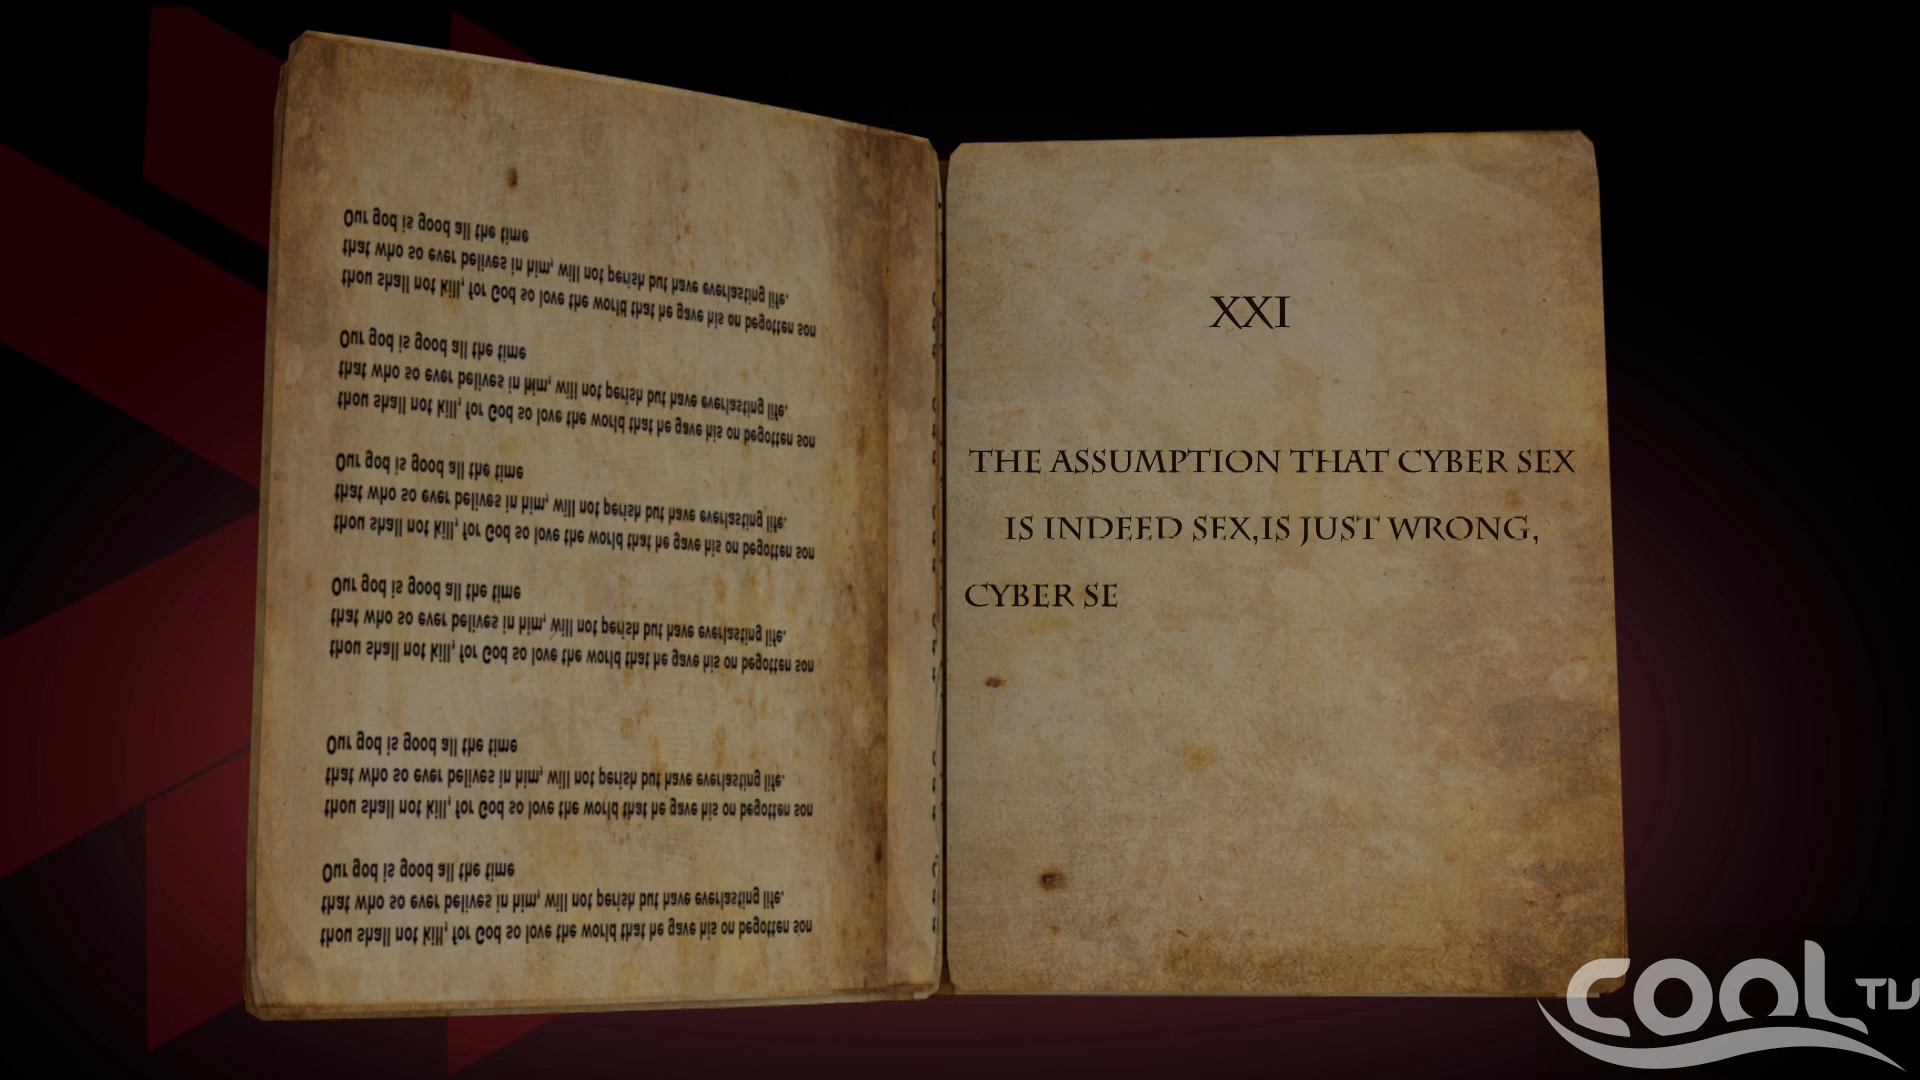 Our god is good all the time
that who so ever belives in him, will not perish but have everlasting life.
thou shall not kill, for God so love the world that he gave his on begotten son
Our god is good all the time
that who so ever belives in him, will not perish but have everlasting life.
thou shall not kill, for God so love the world that he gave his on begotten son
Our god is good all the time
that who so ever belives in him, will not perish but have everlasting life.
thou shall not kill, for God so love the world that he gave his on begotten son
Our god is good all the time
that who so ever belives in him, will not perish but have everlasting life.
thou shall not kill, for God so love the world that he gave his on begotten son
Our god is good all the time
that who so ever belives in him, will not perish but have everlasting life.
thou shall not kill, for God so love the world that he gave his on begotten son
Our god is good all the time
that who so ever belives in him, will not perish but have everlasting life.
thou shall not kill, for God so love the world that he gave his on begotten son
XXI
THE ASSUMPTION THAT CYBER SEX
IS INDEED SEX,IS JUST WRONG,
CYBER SE
COOL TV